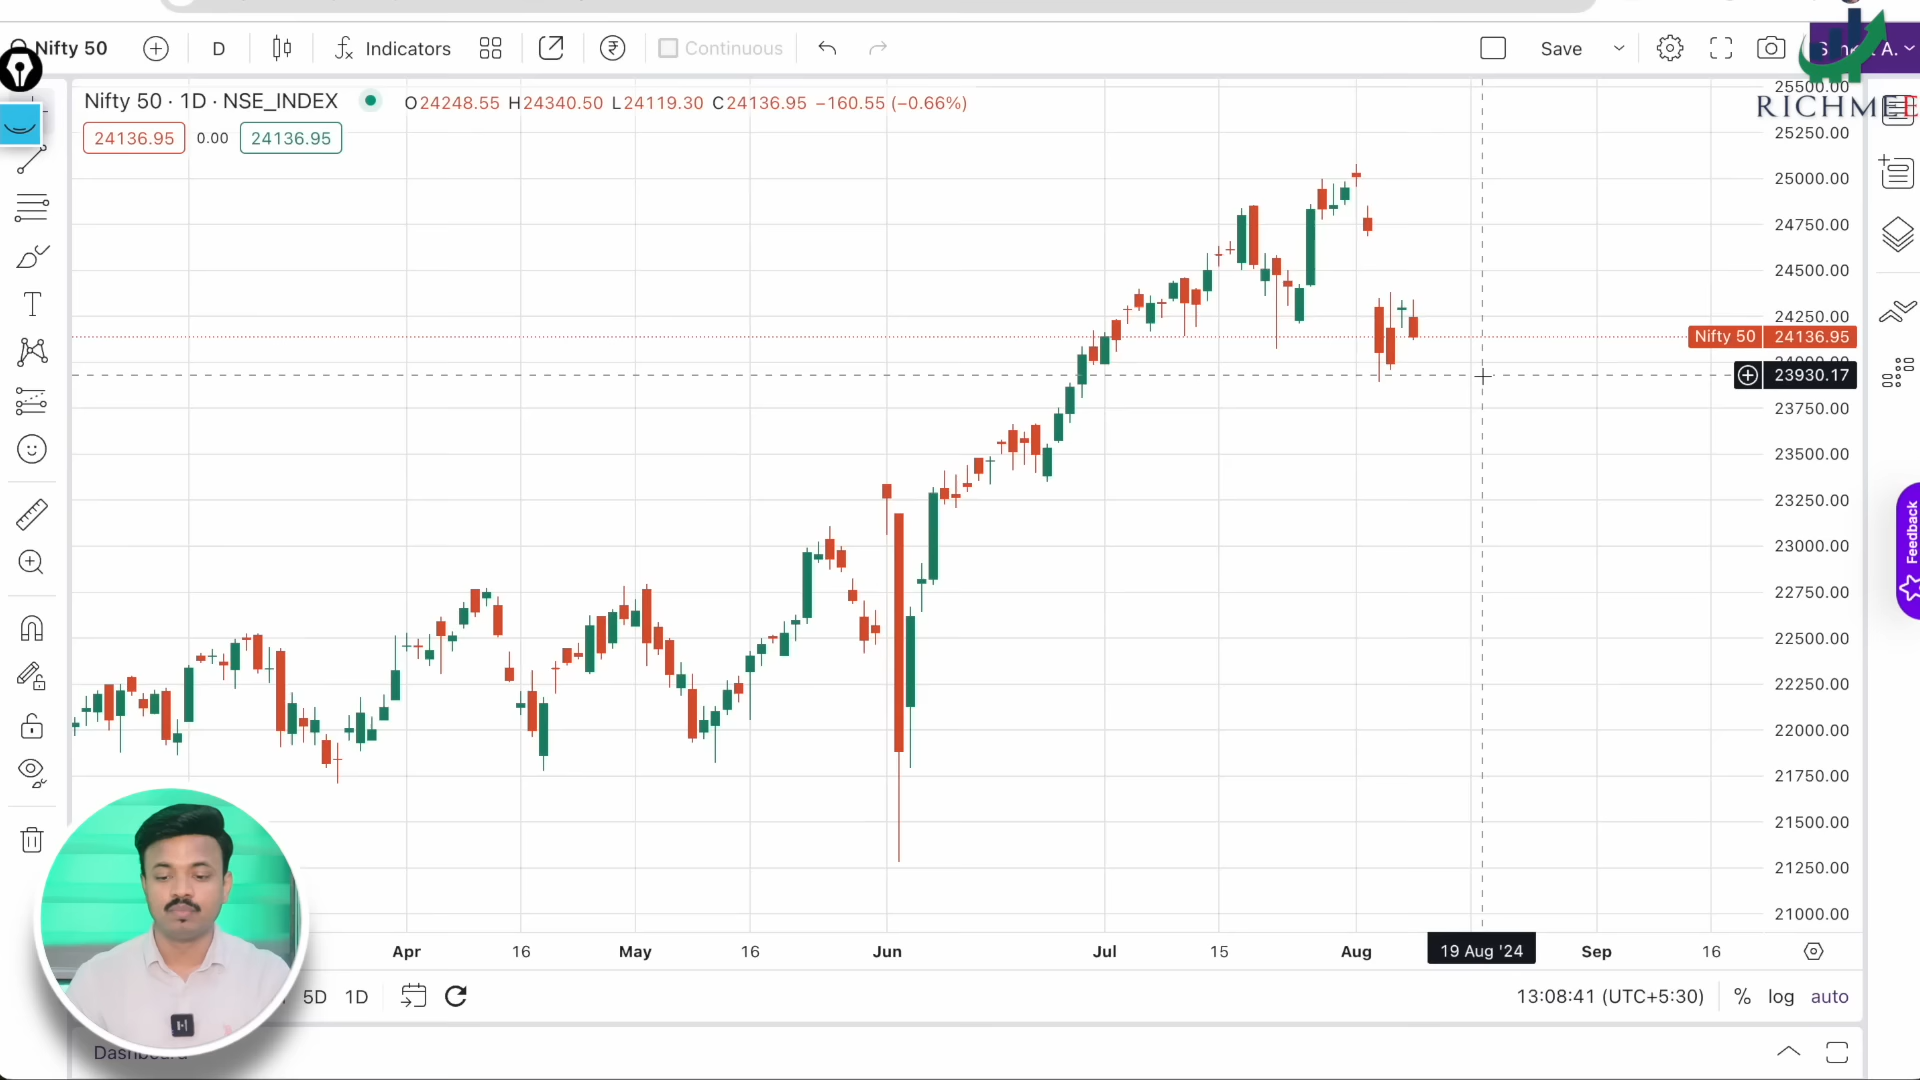 Nifty 50
D
Indicators
Continuous
Save
RICHMEE
Nifty 50 · 1D · NSE_INDEX
O24248.55 H24340.50 L24119.30 C24136.95 −160.55 (−0.66%)
24136.95 0.00 24136.95
25500.00
25250.00
25000.00
24750.00
24500.00
24250.00
Nifty 50 24136.95
24000.00
23930.17
23750.00
23500.00
23250.00
23000.00
22750.00
22500.00
22250.00
22000.00
21750.00
21500.00
21250.00
21000.00
Feedback
Apr 16 May 16 Jun Jul 15 Aug 19 Aug '24 Sep 16
5D 1D
13:08:41 (UTC+5:30) % log auto
Dashboard